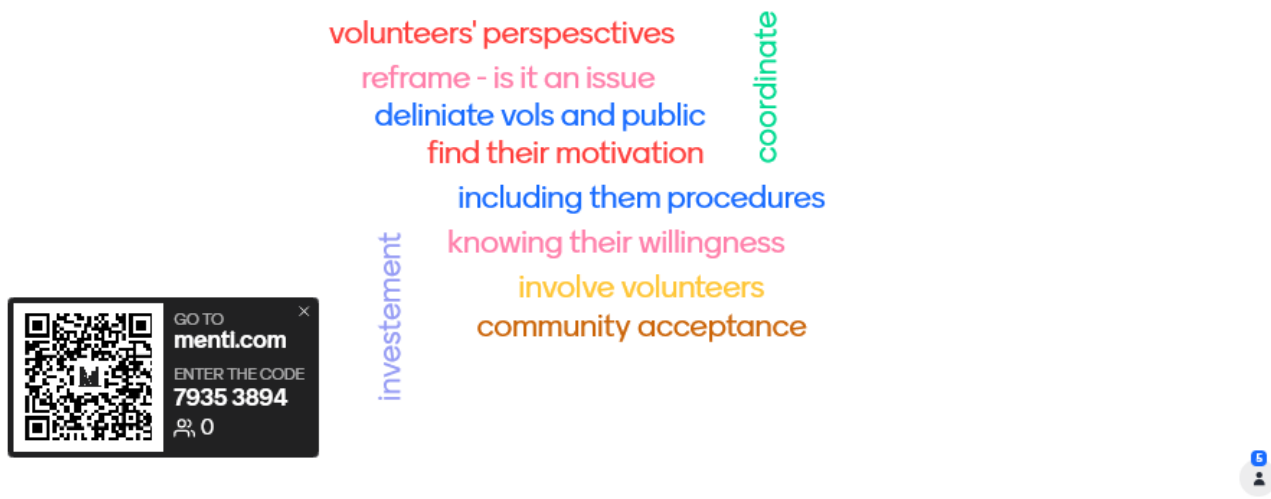 volunteers' perspesctives
coordinate
reframe - is it an issue
deliniate vols and public
find their motivation
including them procedures
knowing their willingness
investement
involve volunteers
community acceptance
GO TO
menti.com
ENTER THE CODE
7935 3894
0
5